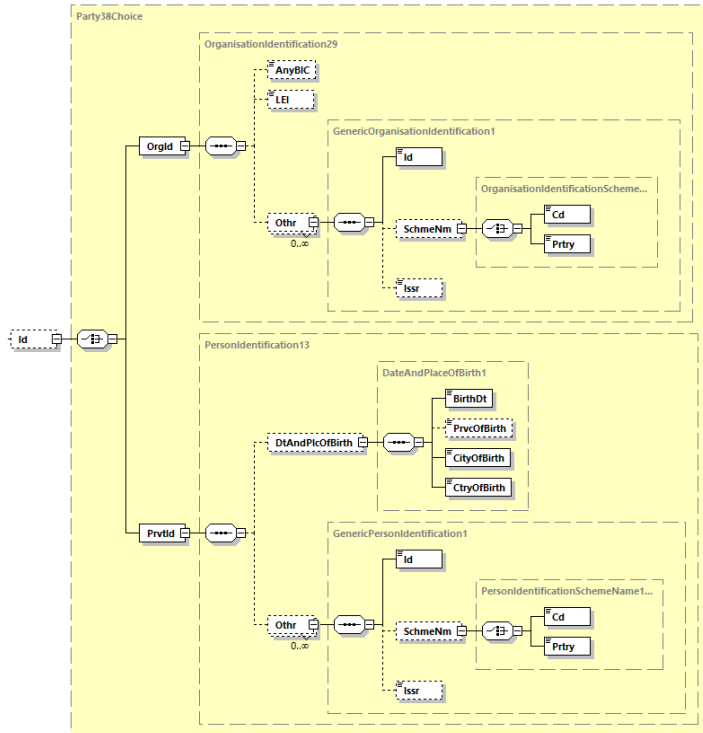 Party38Choice
OrganisationIdentification29
AnyBIC
LEI
GenericOrganisationIdentification1
OrgId
Id
OrganisationIdentificationScheme...
Cd
Othr
SchmeNm
0..∞
Prtry
Issr
Id
PersonIdentification13
DateAndPlaceOfBirth1
BirthDt
PrvcOfBirth
DtAndPlcOfBirth
CityOfBirth
CtryOfBirth
PrvtId
GenericPersonIdentification1
Id
PersonIdentificationSchemeName1...
Cd
Othr
SchmeNm
0..∞
Prtry
Issr